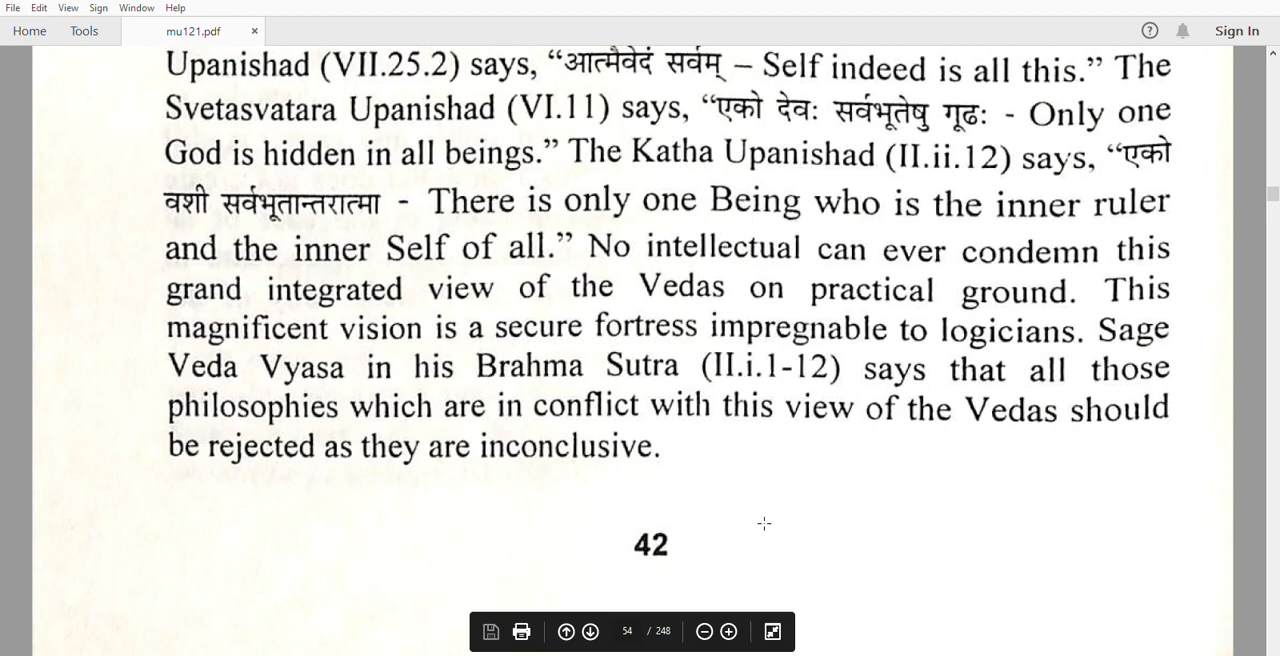 File Edit View Sign Window Help
Home Tools mu121.pdf × ? Sign In
Upanishad (VII.25.2) says, “आत्मैवेदं सर्वम् – Self indeed is all this.” The
Svetasvatara Upanishad (VI.11) says, “एको देवः सर्वभूतेषु गूढः - Only one
God is hidden in all beings.” The Katha Upanishad (II.ii.12) says, “एको
वशी सर्वभूतान्तरात्मा - There is only one Being who is the inner ruler
and the inner Self of all.” No intellectual can ever condemn this
grand integrated view of the Vedas on practical ground. This
magnificent vision is a secure fortress impregnable to logicians. Sage
Veda Vyasa in his Brahma Sutra (II.i.1-12) says that all those
philosophies which are in conflict with this view of the Vedas should
be rejected as they are inconclusive.
42
54 / 248